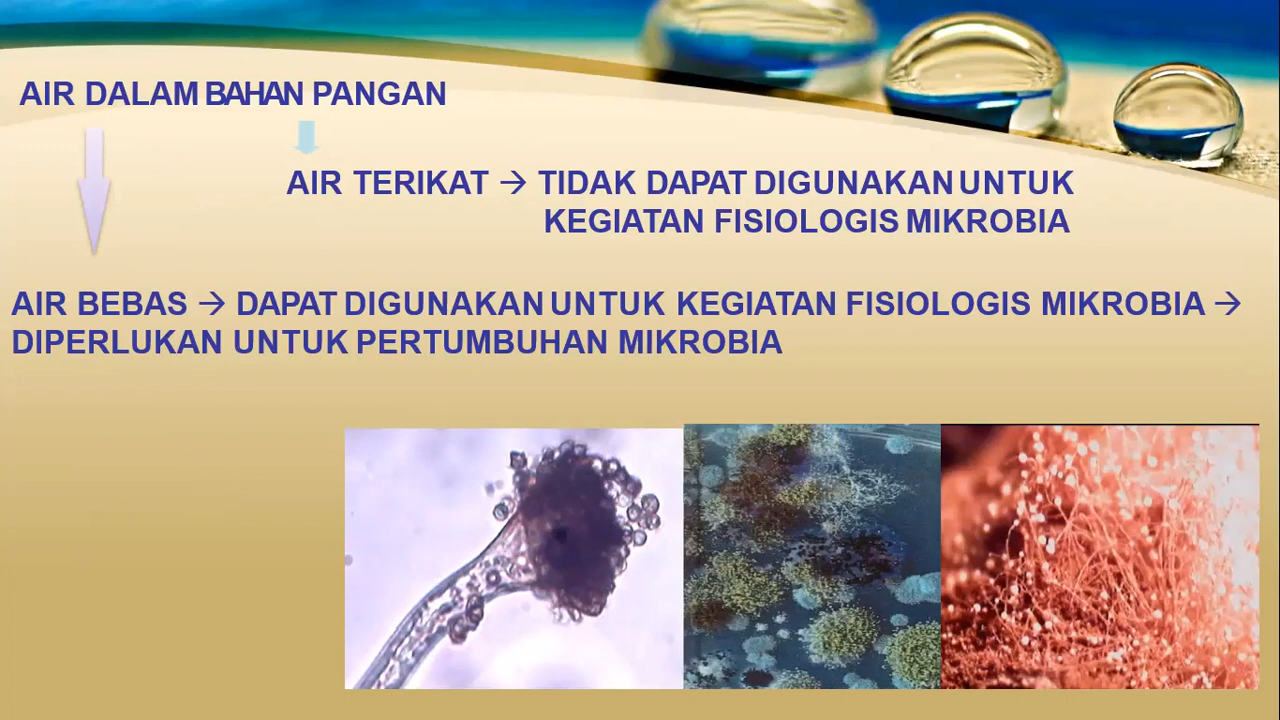 AIR DALAM BAHAN PANGAN
AIR TERIKAT → TIDAK DAPAT DIGUNAKAN UNTUK
KEGIATAN FISIOLOGIS MIKROBIA
AIR BEBAS → DAPAT DIGUNAKAN UNTUK KEGIATAN FISIOLOGIS MIKROBIA →
DIPERLUKAN UNTUK PERTUMBUHAN MIKROBIA